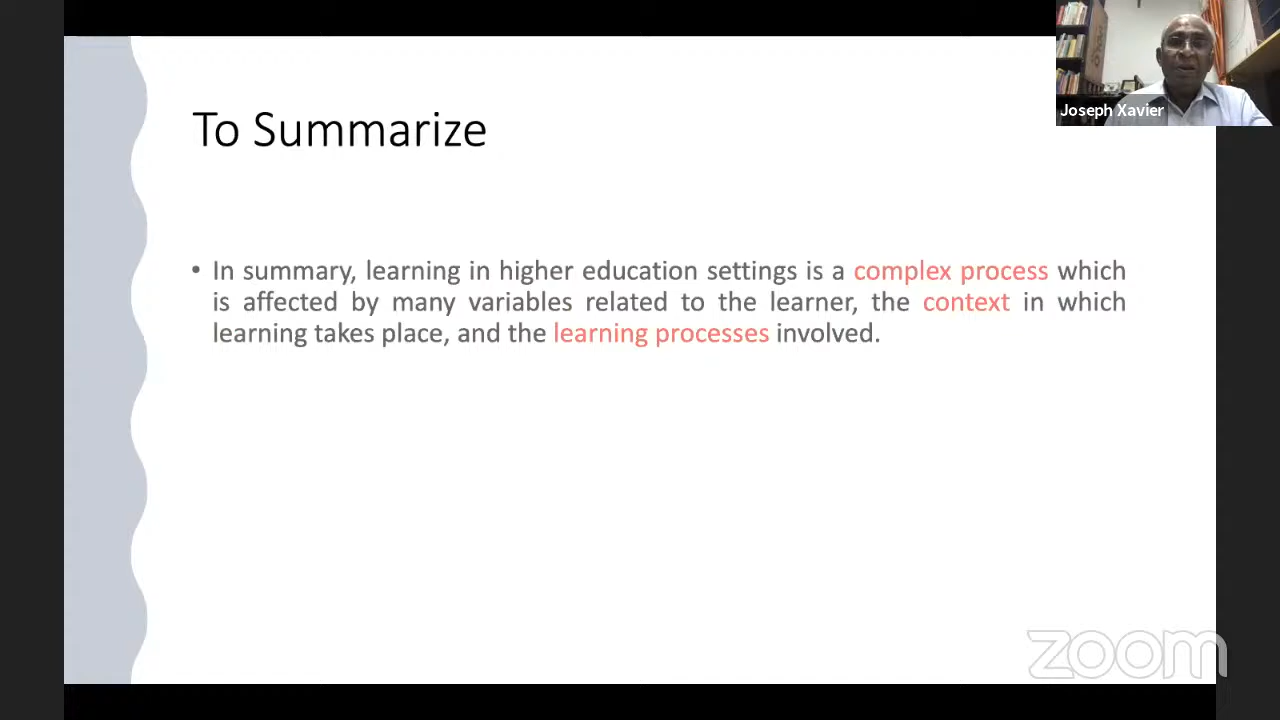 Joseph Xavier
To Summarize
• In summary, learning in higher education settings is a complex process which
is affected by many variables related to the learner, the context in which
learning takes place, and the learning processes involved.
zoom